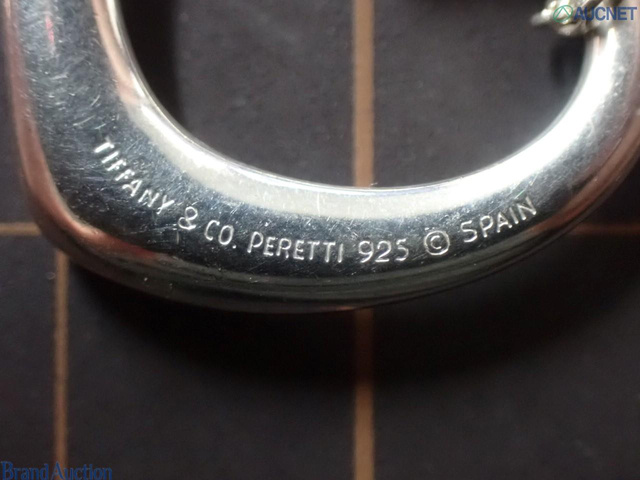 AUCNET
TIFFANY & CO. PERETTI 925 © SPAIN
Brand Auction